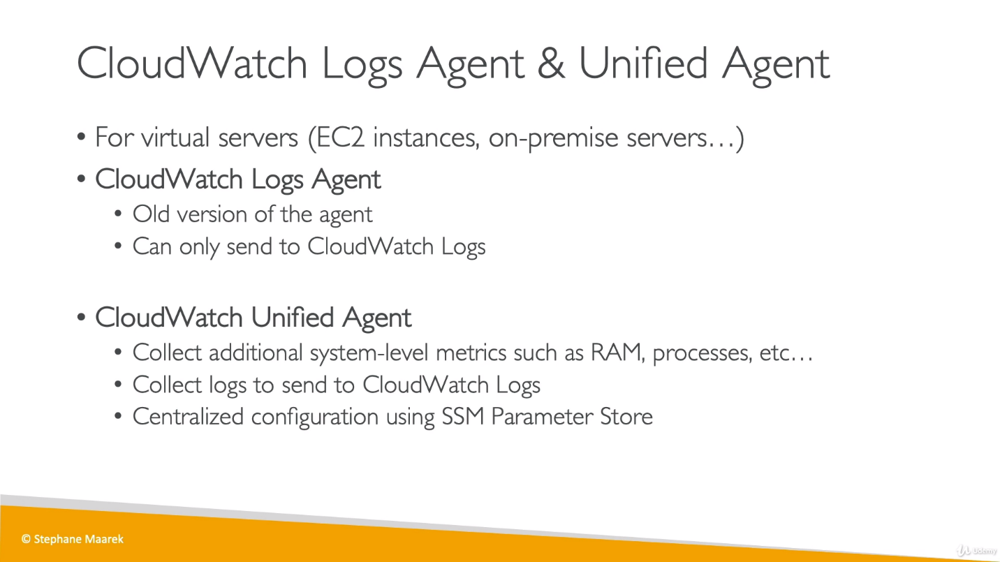 CloudWatch Logs Agent & Unified Agent
• For virtual servers (EC2 instances, on-premise servers…)
• CloudWatch Logs Agent
• Old version of the agent
• Can only send to CloudWatch Logs
• CloudWatch Unified Agent
• Collect additional system-level metrics such as RAM, processes, etc…
• Collect logs to send to CloudWatch Logs
• Centralized configuration using SSM Parameter Store
© Stephane Maarek
Udemy